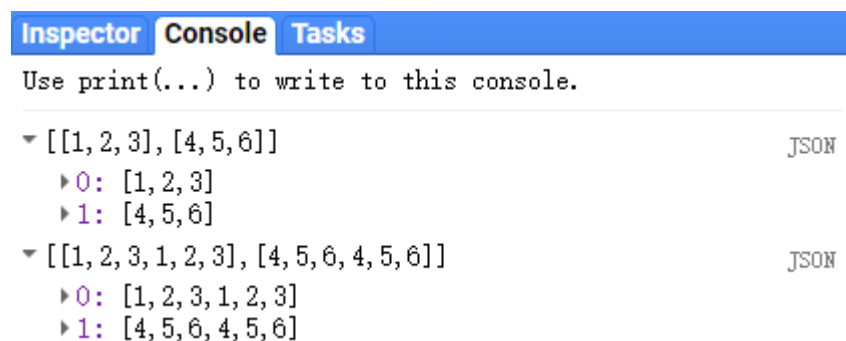 Inspector Console Tasks
Use print(...) to write to this console.
[[1,2,3],[4,5,6]] JSON
0: [1,2,3]
1: [4,5,6]
[[1,2,3,1,2,3],[4,5,6,4,5,6]] JSON
0: [1,2,3,1,2,3]
1: [4,5,6,4,5,6]